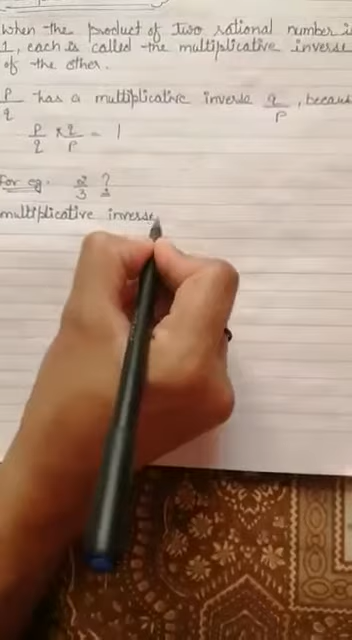 when the product of two rational number is
1, each is called the multiplicative inverse
of the other.
p/q has a multiplicative inverse q/p, becaus
p/q × q/p = 1
For eg. 2/3 ?
multiplicative inverse